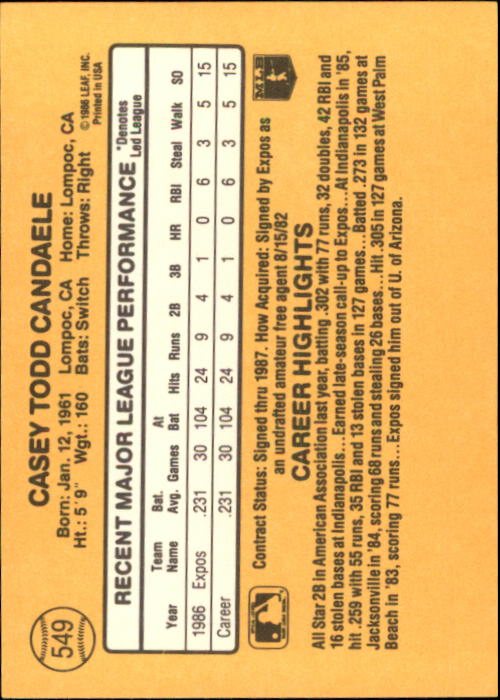 549
CASEY TODD CANDAELE
Born: Jan. 12, 1961 Lompoc, CA Home: Lompoc, CA
Ht.: 5' 9" Wgt.: 160 Bats: Switch Throws: Right
© 1986 LEAF, INC.
Printed in USA
RECENT MAJOR LEAGUE PERFORMANCE *Denotes Led League
Year Team Name Bat. Avg. Games At Bat Hits Runs 2B 3B HR RBI Steal Walk SO
1986 Expos .231 30 104 24 9 4 1 0 6 3 5 15
Career .231 30 104 24 9 4 1 0 6 3 5 15
Contract Status: Signed thru 1987. How Acquired: Signed by Expos as
an undrafted amateur free agent 8/15/82
MLB
CAREER HIGHLIGHTS
All Star 2B in American Association last year, batting .302 with 77 runs, 32 doubles, 42 RBI and
16 stolen bases at Indianapolis...Earned late-season call-up to Expos...At Indianapolis in '85,
hit .259 with 55 runs, 35 RBI and 13 stolen bases in 127 games...Batted .273 in 132 games at
Jacksonville in '84, scoring 68 runs and stealing 26 bases...Hit .305 in 127 games at West Palm
Beach in '83, scoring 77 runs...Expos signed him out of U. of Arizona.